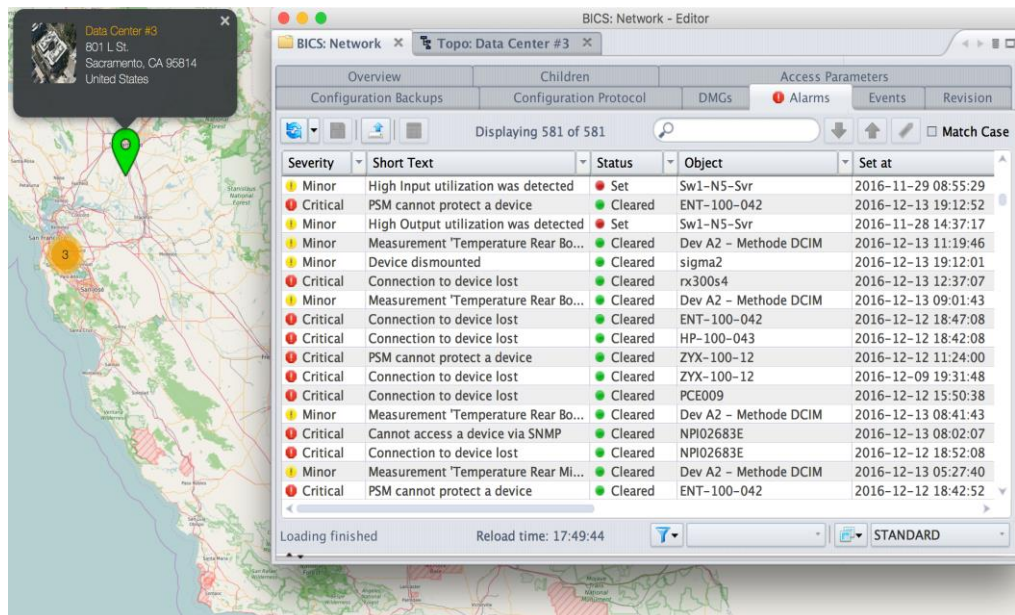 Data Center #3
801 L St.
Sacramento, CA 95814
United States
3
BICS: Network - Editor
BICS: Network
Topo: Data Center #3
Overview
Children
Access Parameters
Configuration Backups
Configuration Protocol
DMGs
Alarms
Events
Revision
Displaying 581 of 581
Match Case
Severity Short Text Status Object Set at
Minor High Input utilization was detected Set Sw1-N5-Svr 2016-11-29 08:55:29
Critical PSM cannot protect a device Cleared ENT-100-042 2016-12-13 19:12:52
Minor High Output utilization was detected Set Sw1-N5-Svr 2016-11-28 14:37:17
Minor Measurement 'Temperature Rear Bo... Cleared Dev A2 - Methode DCIM 2016-12-13 11:19:46
Minor Device dismounted Cleared sigma2 2016-12-13 19:12:01
Critical Connection to device lost Cleared rx300s4 2016-12-13 12:37:07
Minor Measurement 'Temperature Rear Bo... Cleared Dev A2 - Methode DCIM 2016-12-13 09:01:43
Critical Connection to device lost Cleared ENT-100-042 2016-12-12 18:47:08
Critical Connection to device lost Cleared HP-100-043 2016-12-12 18:42:08
Critical PSM cannot protect a device Cleared ZYX-100-12 2016-12-12 11:24:00
Critical Connection to device lost Cleared ZYX-100-12 2016-12-09 19:31:48
Critical Connection to device lost Cleared PCE009 2016-12-12 15:50:38
Minor Measurement 'Temperature Rear Bo... Cleared Dev A2 - Methode DCIM 2016-12-13 08:41:43
Critical Cannot access a device via SNMP Cleared NPI02683E 2016-12-13 08:02:07
Critical Connection to device lost Cleared NPI02683E 2016-12-12 18:52:08
Minor Measurement 'Temperature Rear Mi... Cleared Dev A2 - Methode DCIM 2016-12-13 05:27:40
Critical PSM cannot protect a device Cleared ENT-100-042 2016-12-12 18:42:52
Loading finished
Reload time: 17:49:44
STANDARD